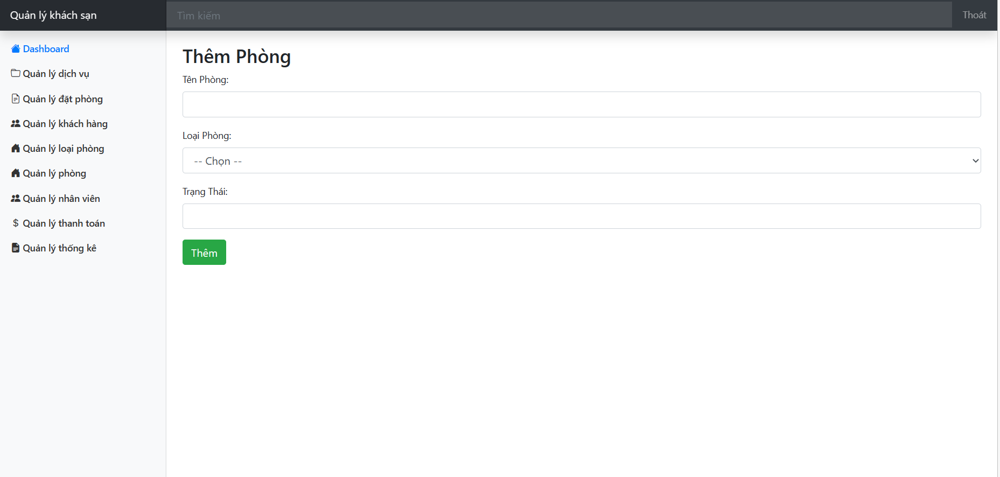 Quản lý khách sạn
Tìm kiếm
Thoát
Dashboard
Quản lý dịch vụ
Quản lý đặt phòng
Quản lý khách hàng
Quản lý loại phòng
Quản lý phòng
Quản lý nhân viên
Quản lý thanh toán
Quản lý thống kê
Thêm Phòng
Tên Phòng:
Loại Phòng:
-- Chọn --
Trạng Thái:
Thêm